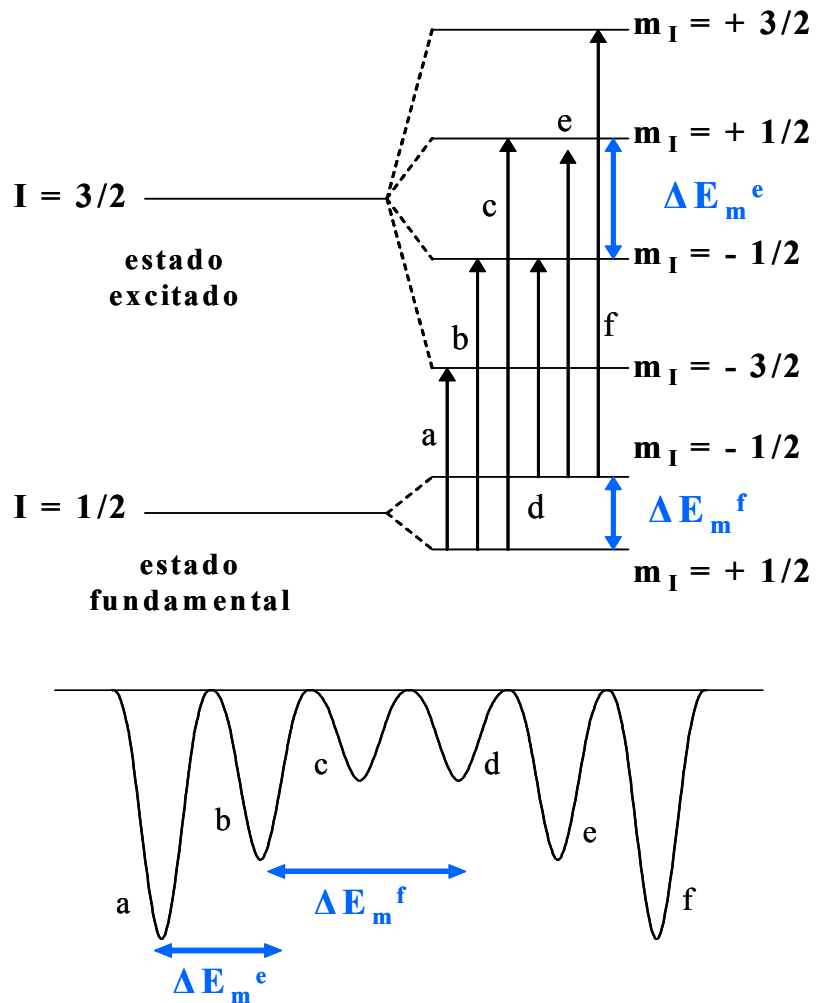 m I = + 3/2
e
m I = + 1/2
I = 3/2
c
Δ E m e
estado
excitado
m I = - 1/2
b
f
m I = - 3/2
a
m I = - 1/2
I = 1/2
d
Δ E m f
estado
fundamental
m I = + 1/2
c
d
b
e
a
Δ E m f
f
Δ E m e